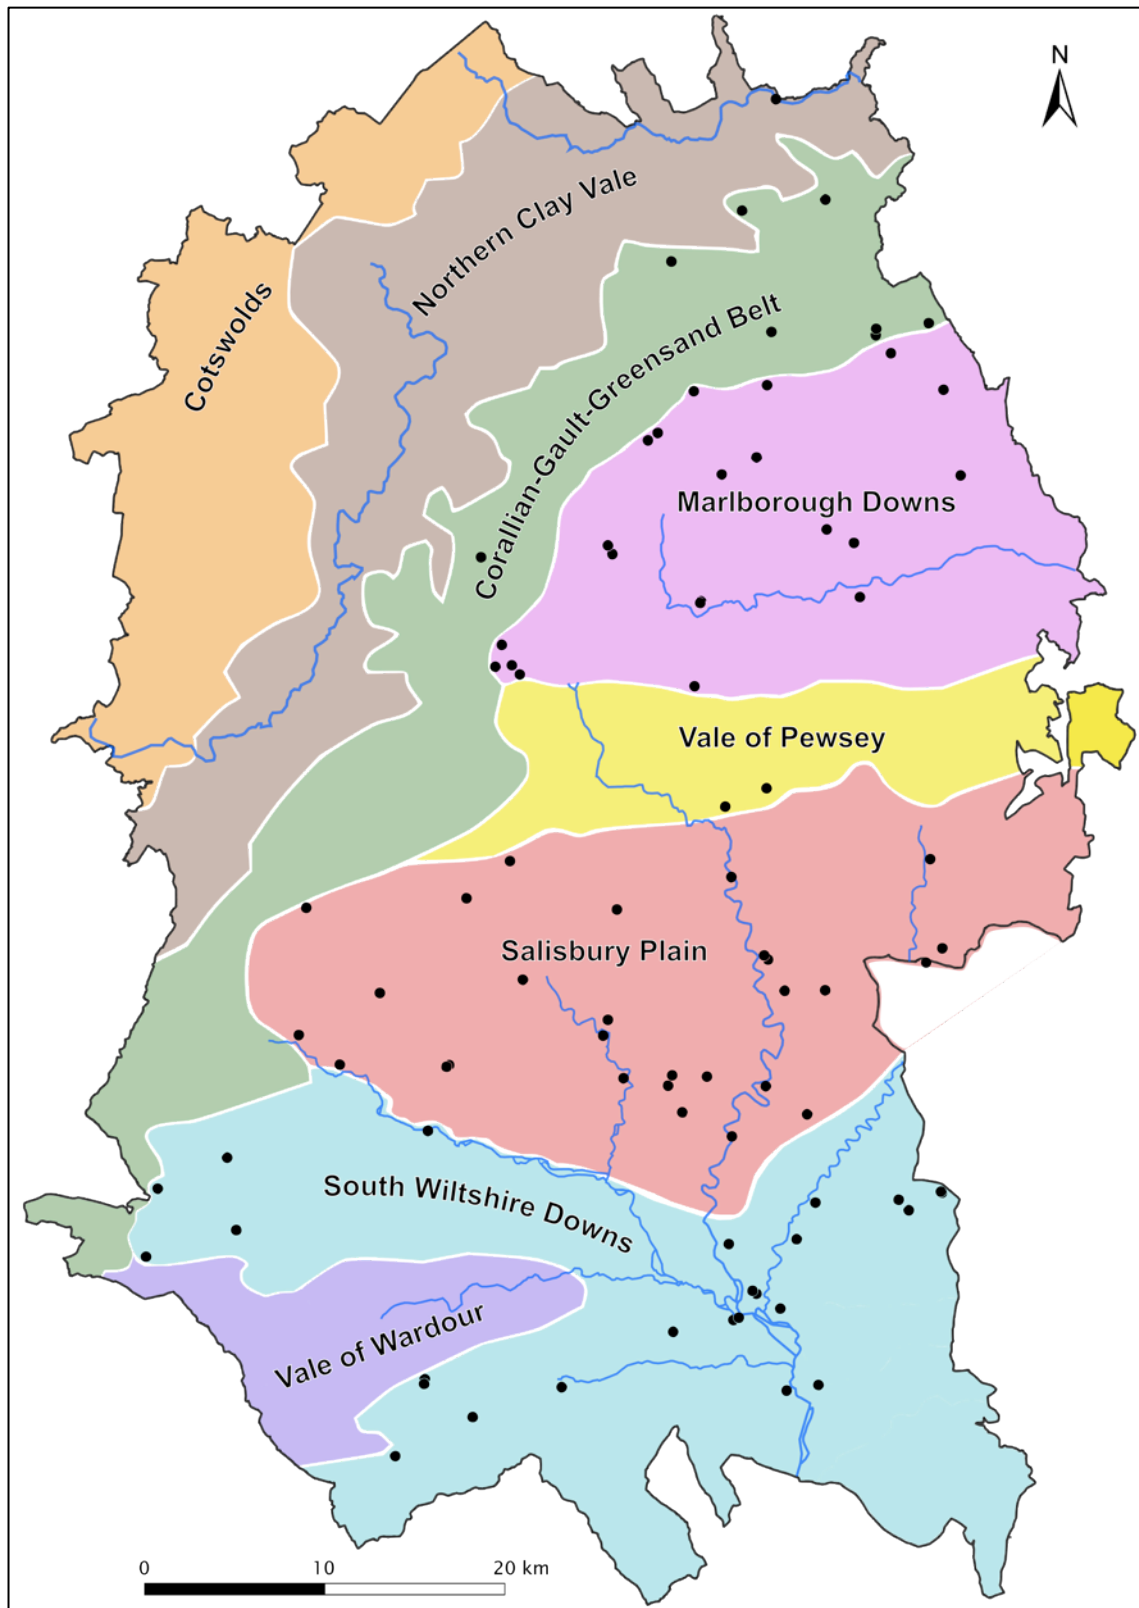 N
Northern Clay Vale
Cotswolds
Corallian-Gault-Greensand Belt
Marlborough Downs
Vale of Pewsey
Salisbury Plain
South Wiltshire Downs
Vale of Wardour
0 10 20 km